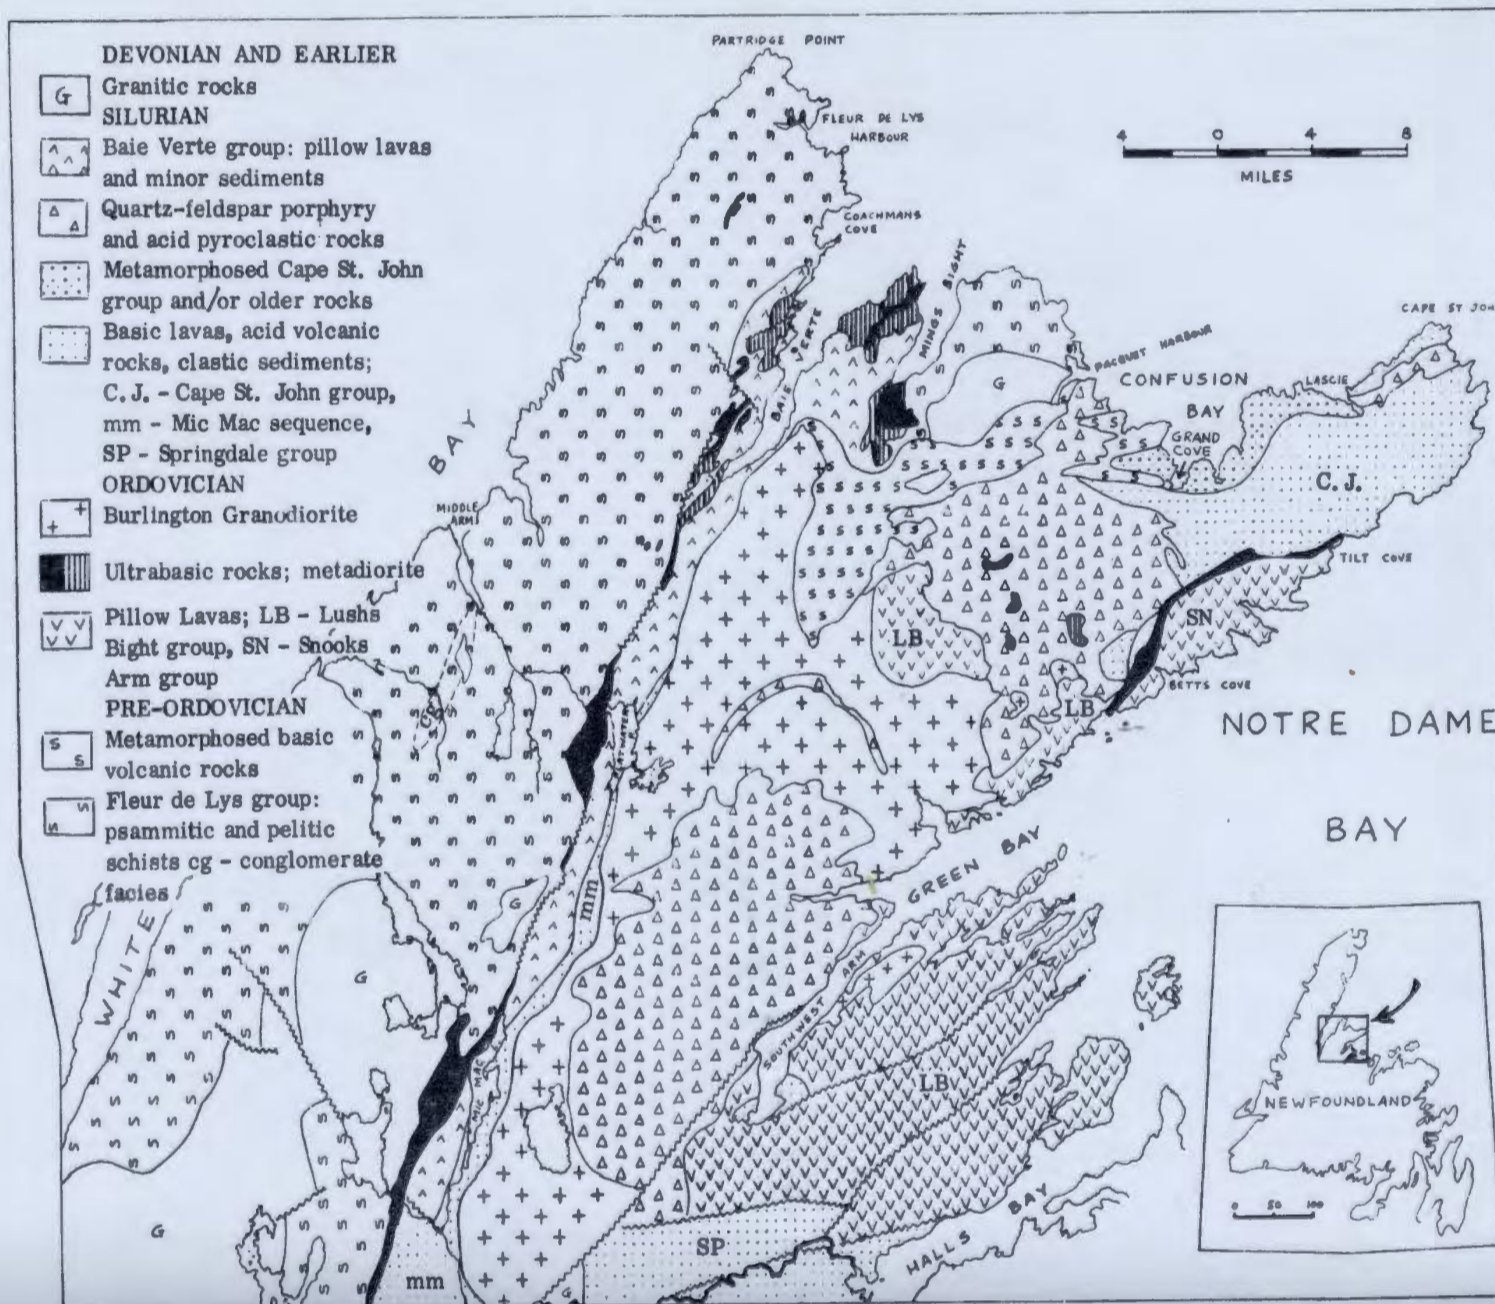 DEVONIAN AND EARLIER
G Granitic rocks
SILURIAN
Baie Verte group: pillow lavas
and minor sediments
Quartz-feldspar porphyry
and acid pyroclastic rocks
Metamorphosed Cape St. John
group and/or older rocks
Basic lavas, acid volcanic
rocks, clastic sediments;
C. J. - Cape St. John group,
mm - Mic Mac sequence,
SP - Springdale group
ORDOVICIAN
Burlington Granodiorite
Ultrabasic rocks; metadiorite
Pillow Lavas; LB - Lushs
Bight group, SN - Snooks
Arm group
PRE-ORDOVICIAN
Metamorphosed basic
volcanic rocks
Fleur de Lys group:
psammitic and pelitic
schists cg - conglomerate
facies
PARTRIDGE POINT
FLEUR DE LYS
HARBOUR
4 0 4 8
MILES
COACHMANS
COVE
BAIE VERTE
MINGS BIGHT
PACQUET HARBOUR
CONFUSION
BAY
GRAND
COVE
LASCIE
CAPE ST JOH
C. J.
G
TILT COVE
SN
BETTS COVE
LB
LB
NOTRE DAME
BAY
BAY
MIDDLE
ARM
cg
FLATWATER
mm
G
G
WHITE
GREEN BAY
SOUTHWEST ARM
LB
MIC MAC
G
mm
SP
G
HALLS BAY
NEWFOUNDLAND
0 50 100